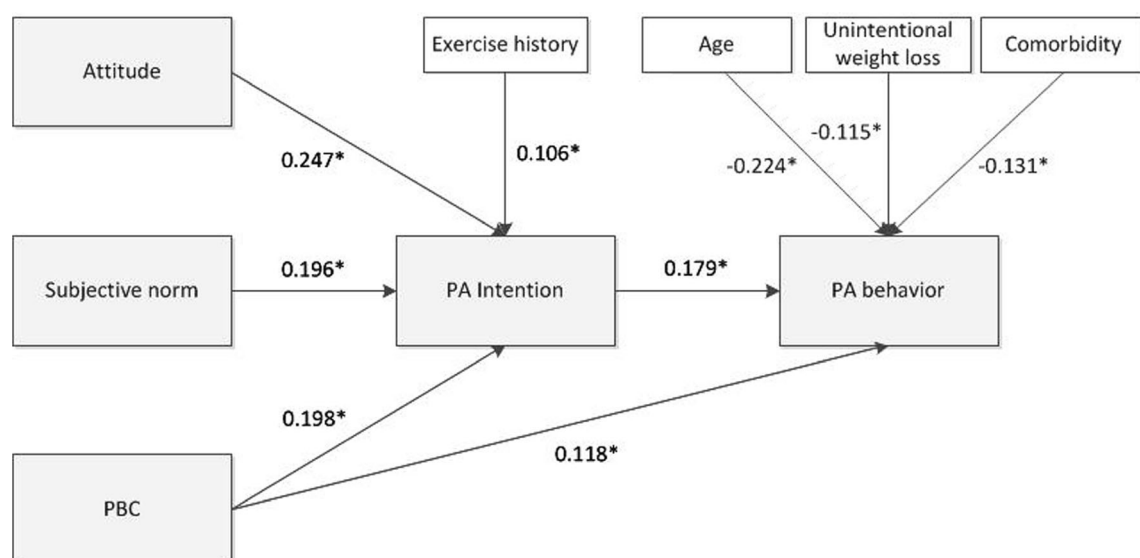 Attitude
Exercise history
Age
Unintentional
weight loss
Comorbidity
0.247*
0.106*
-0.115*
-0.224*
-0.131*
Subjective norm
0.196*
PA Intention
0.179*
PA behavior
0.198*
0.118*
PBC